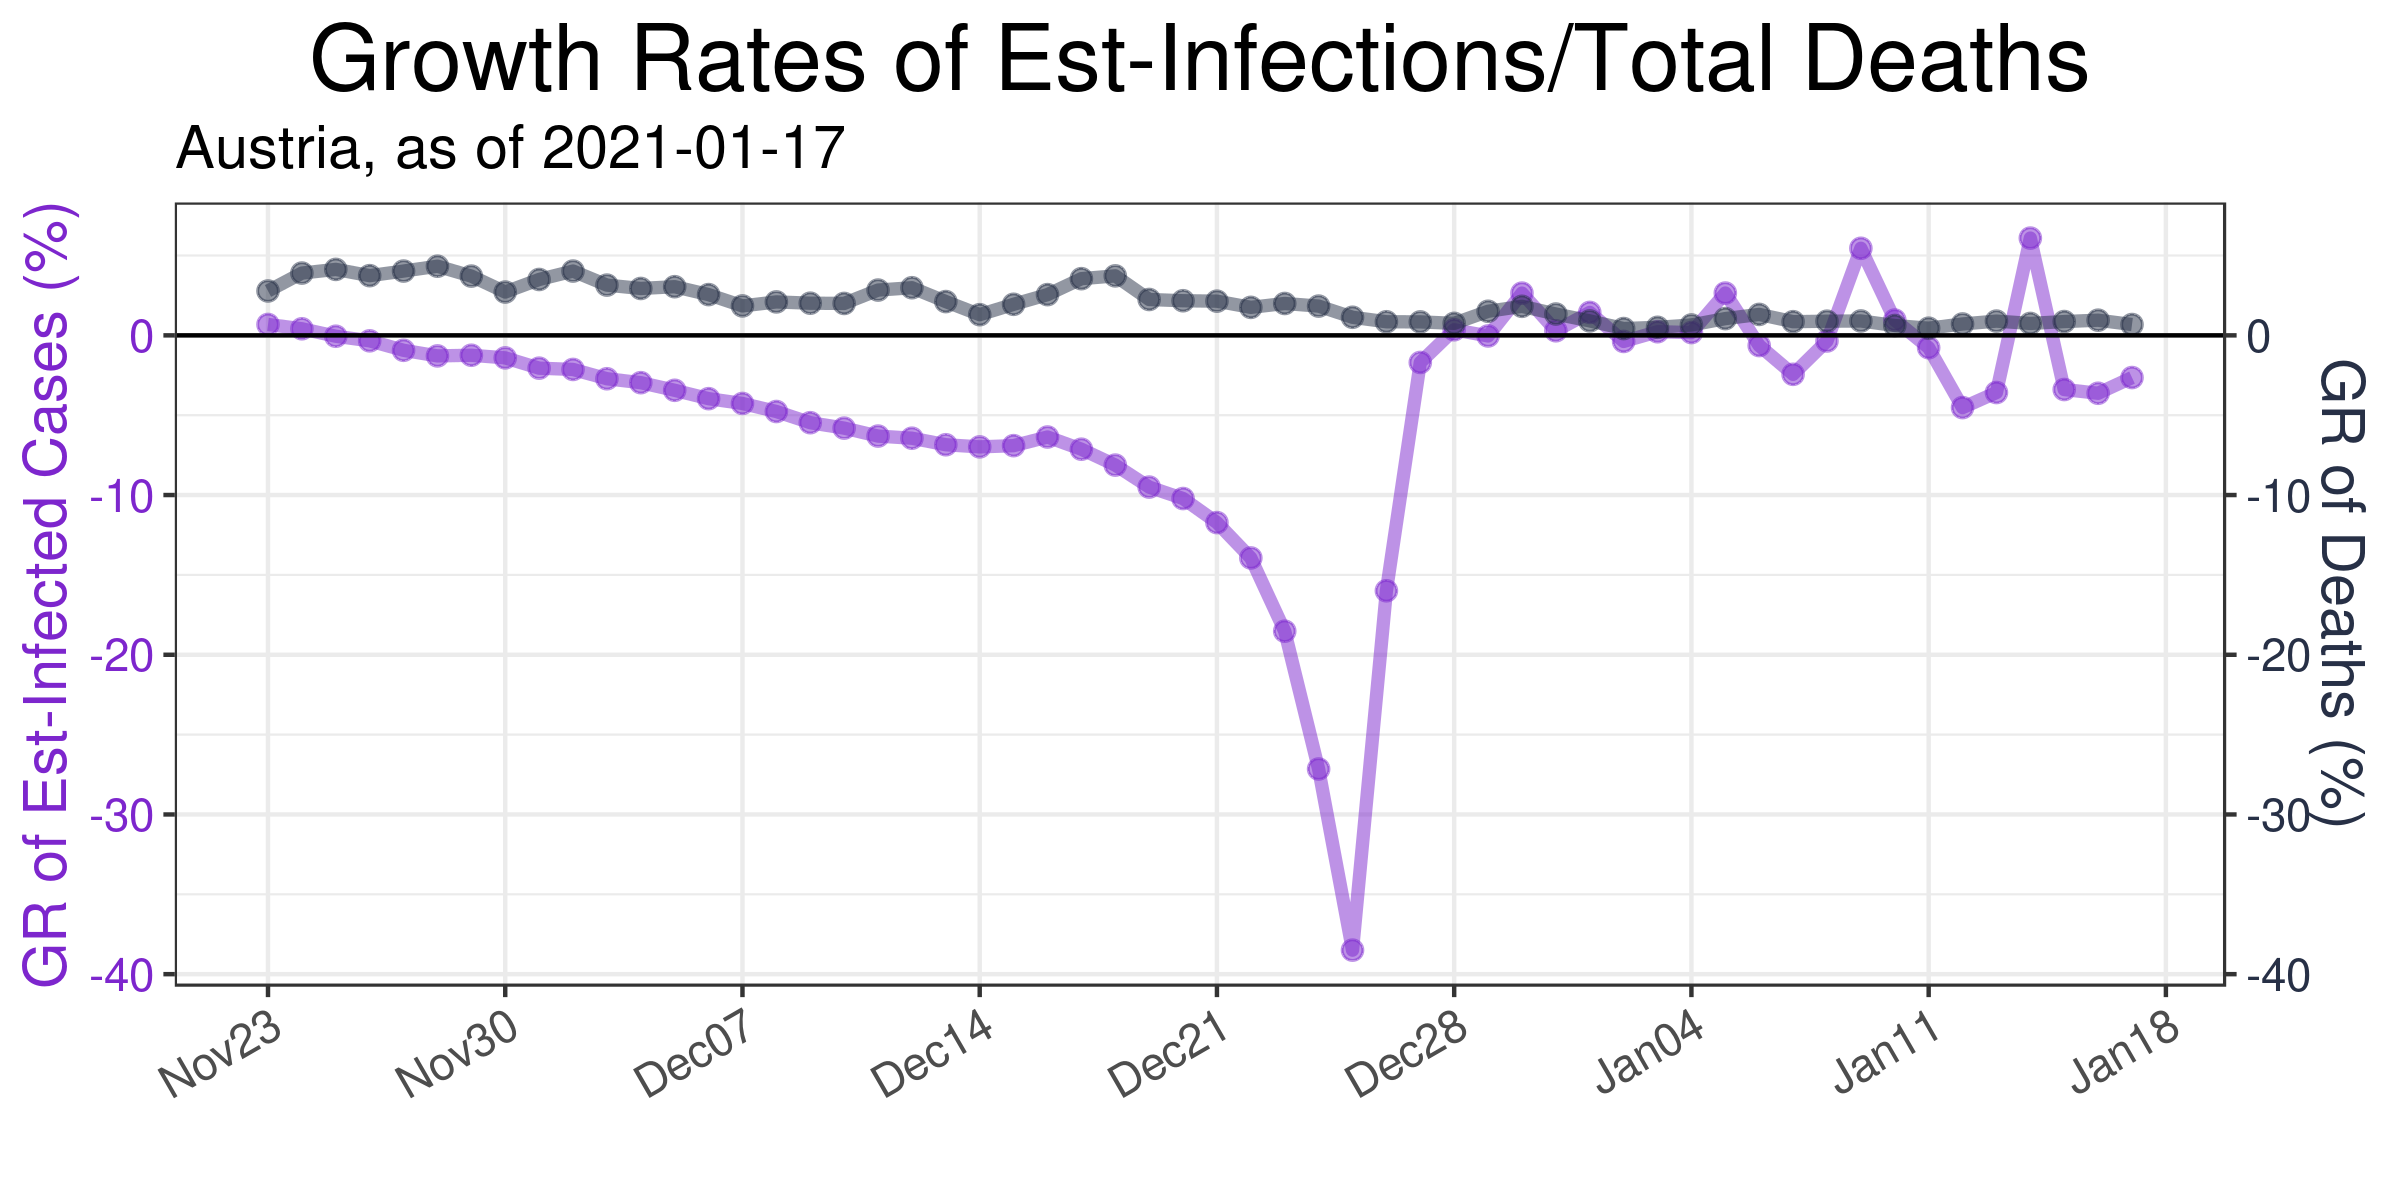 Growth Rates of Est-Infections/Total Deaths
Austria, as of 2021-01-17
GR of Est-Infected Cases (%)
0
-10
-20
-30
-40
0
-10
-20
-30
-40
GR of Deaths (%)
Nov23
Nov30
Dec07
Dec14
Dec21
Dec28
Jan04
Jan11
Jan18